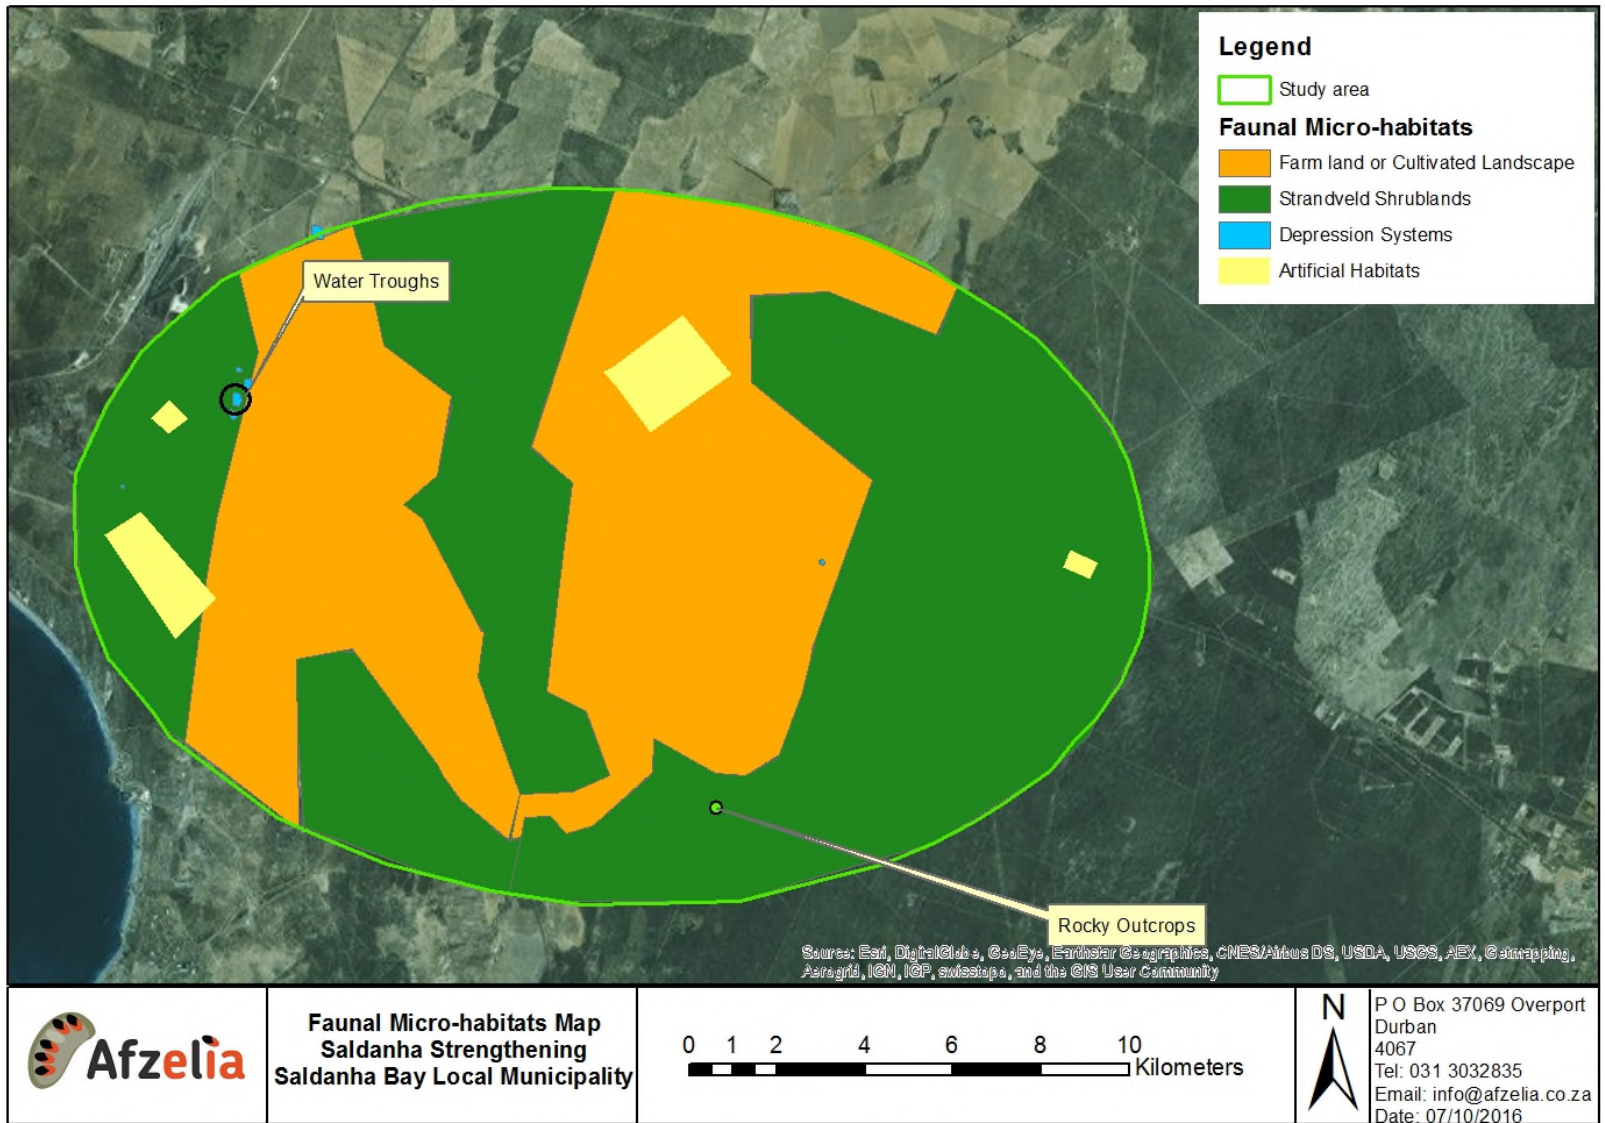 Legend
Study area
Faunal Micro-habitats
Farm land or Cultivated Landscape
Strandveld Shrublands
Depression Systems
Artificial Habitats
Water Troughs
Rocky Outcrops
Source: Esri, DigitalGlobe, GeoEye, Earthstar Geographics, CNES/Airbus DS, USDA, USGS, AEX, Getmapping,
Aerogrid, IGN, IGP, swisstopo, and the GIS User Community
Afzelia
Faunal Micro-habitats Map
Saldanha Strengthening
Saldanha Bay Local Municipality
0 1 2 4 6 8 10
Kilometers
N
P O Box 37069 Overport
Durban
4067
Tel: 031 3032835
Email: info@afzelia.co.za
Date: 07/10/2016